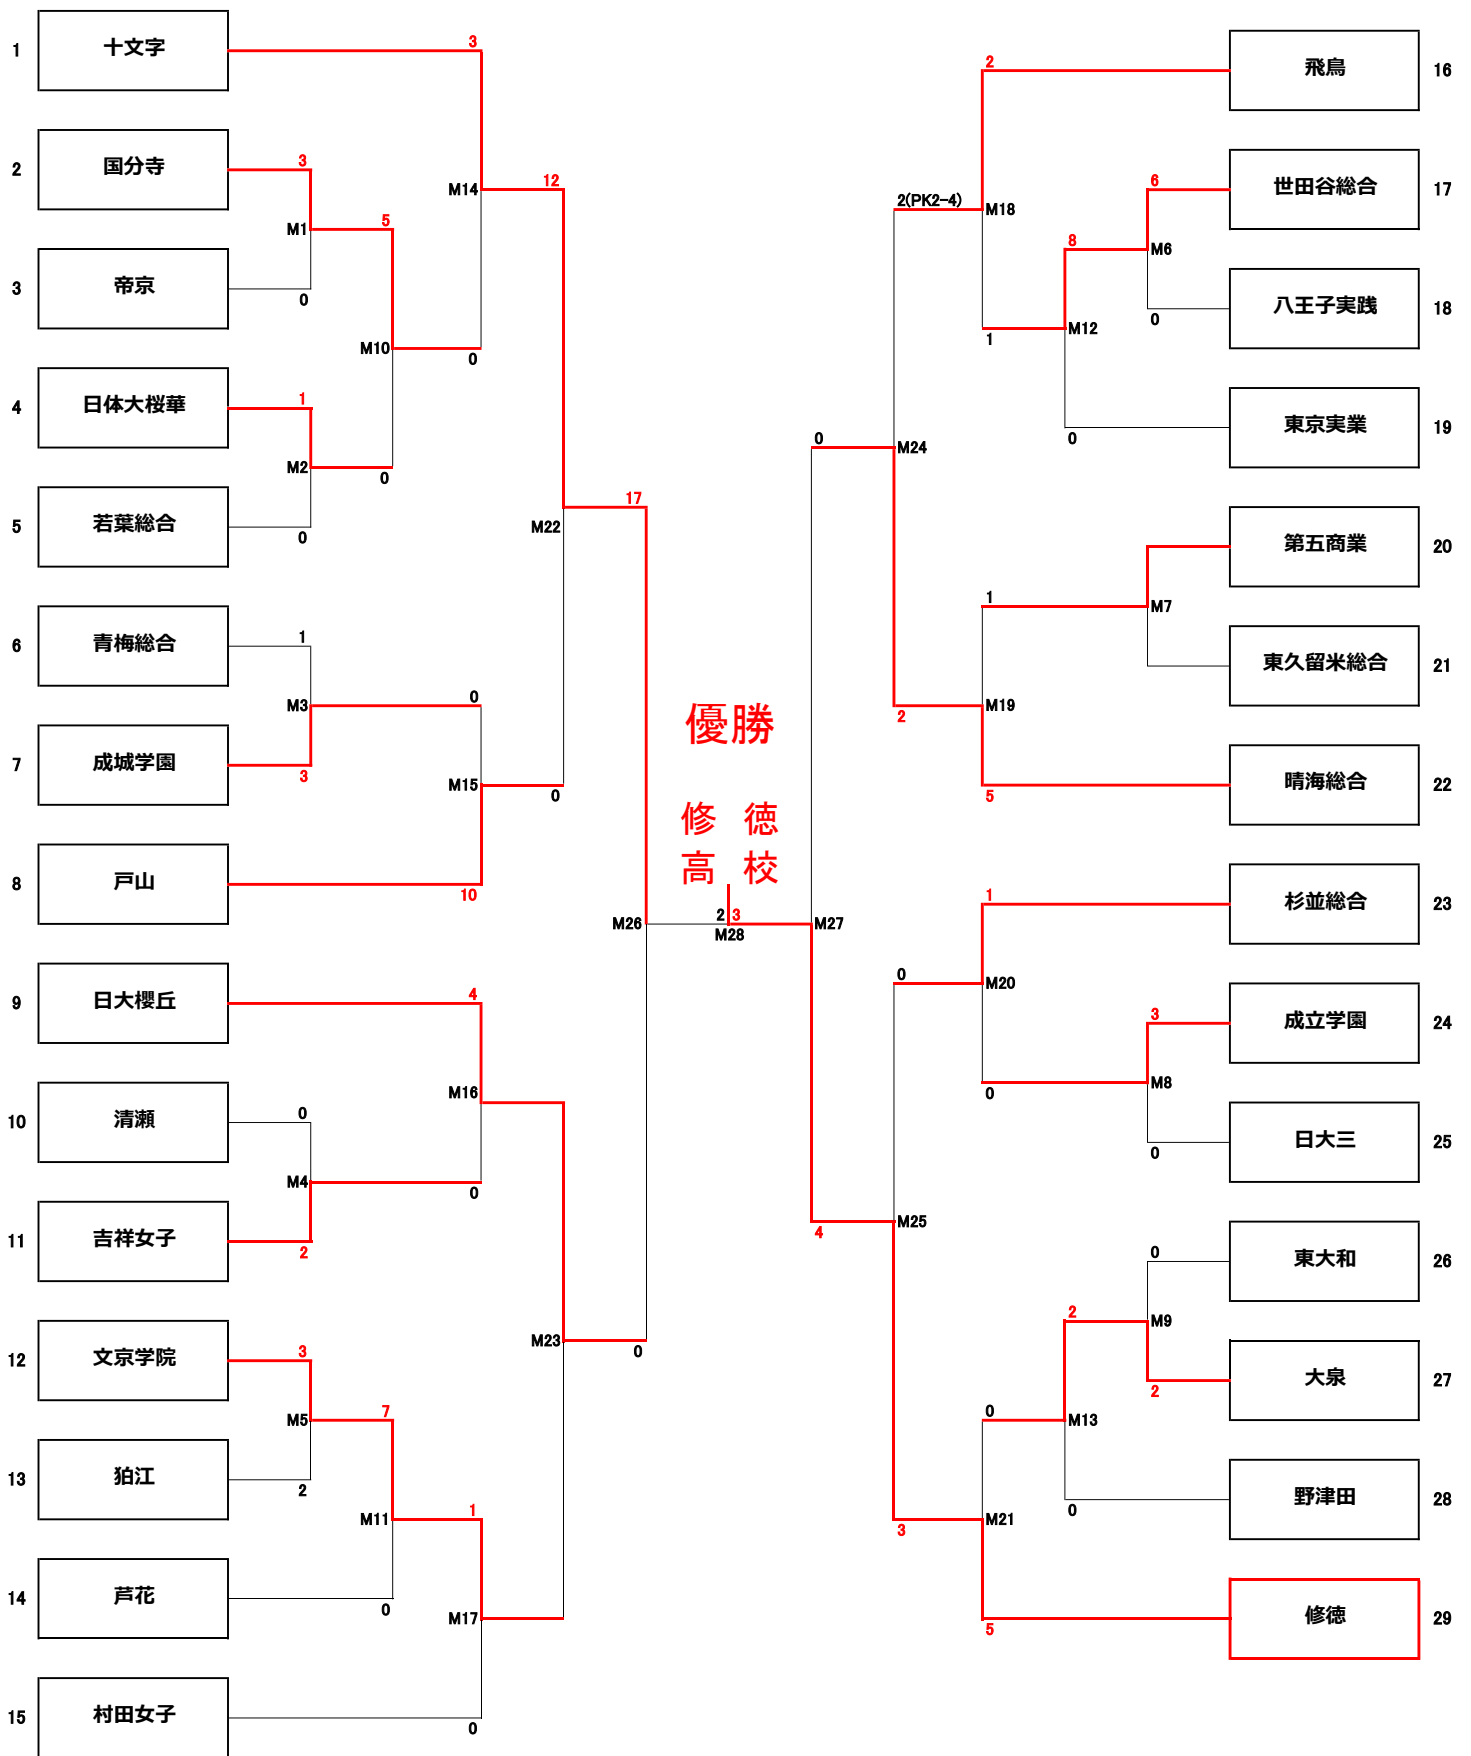 1 十文字 3
2 国分寺 3
M14 12
M1 5
3 帝京 0
M10 0
4 日体大桜華 1
M2 0
5 若葉総合 0
17
M22
6 青梅総合 1
M3 0
7 成城学園 3
M15 0
8 戸山 10
M26
9 日大櫻丘 4
M16
10 清瀬 0
M4 0
11 吉祥女子 2
12 文京学院 3
M23 0
M5 7
13 狛江 2
M11 1
14 芦花 0
M17
15 村田女子 0
優勝
修 徳
高 校
2 3
M28
2 飛鳥 16
6 世田谷総合 17
2(PK2-4) M18
8 M6
0 八王子実践 18
1 M12
0 東京実業 19
0 M24
第五商業 20
1 M7
東久留米総合 21
2 M19
5 晴海総合 22
1 杉並総合 23
M27
0 M20
3 成立学園 24
0 M8
0 日大三 25
4 M25
0 東大和 26
2 M9
2 大泉 27
0 M13
0 野津田 28
3 M21
5 修徳 29